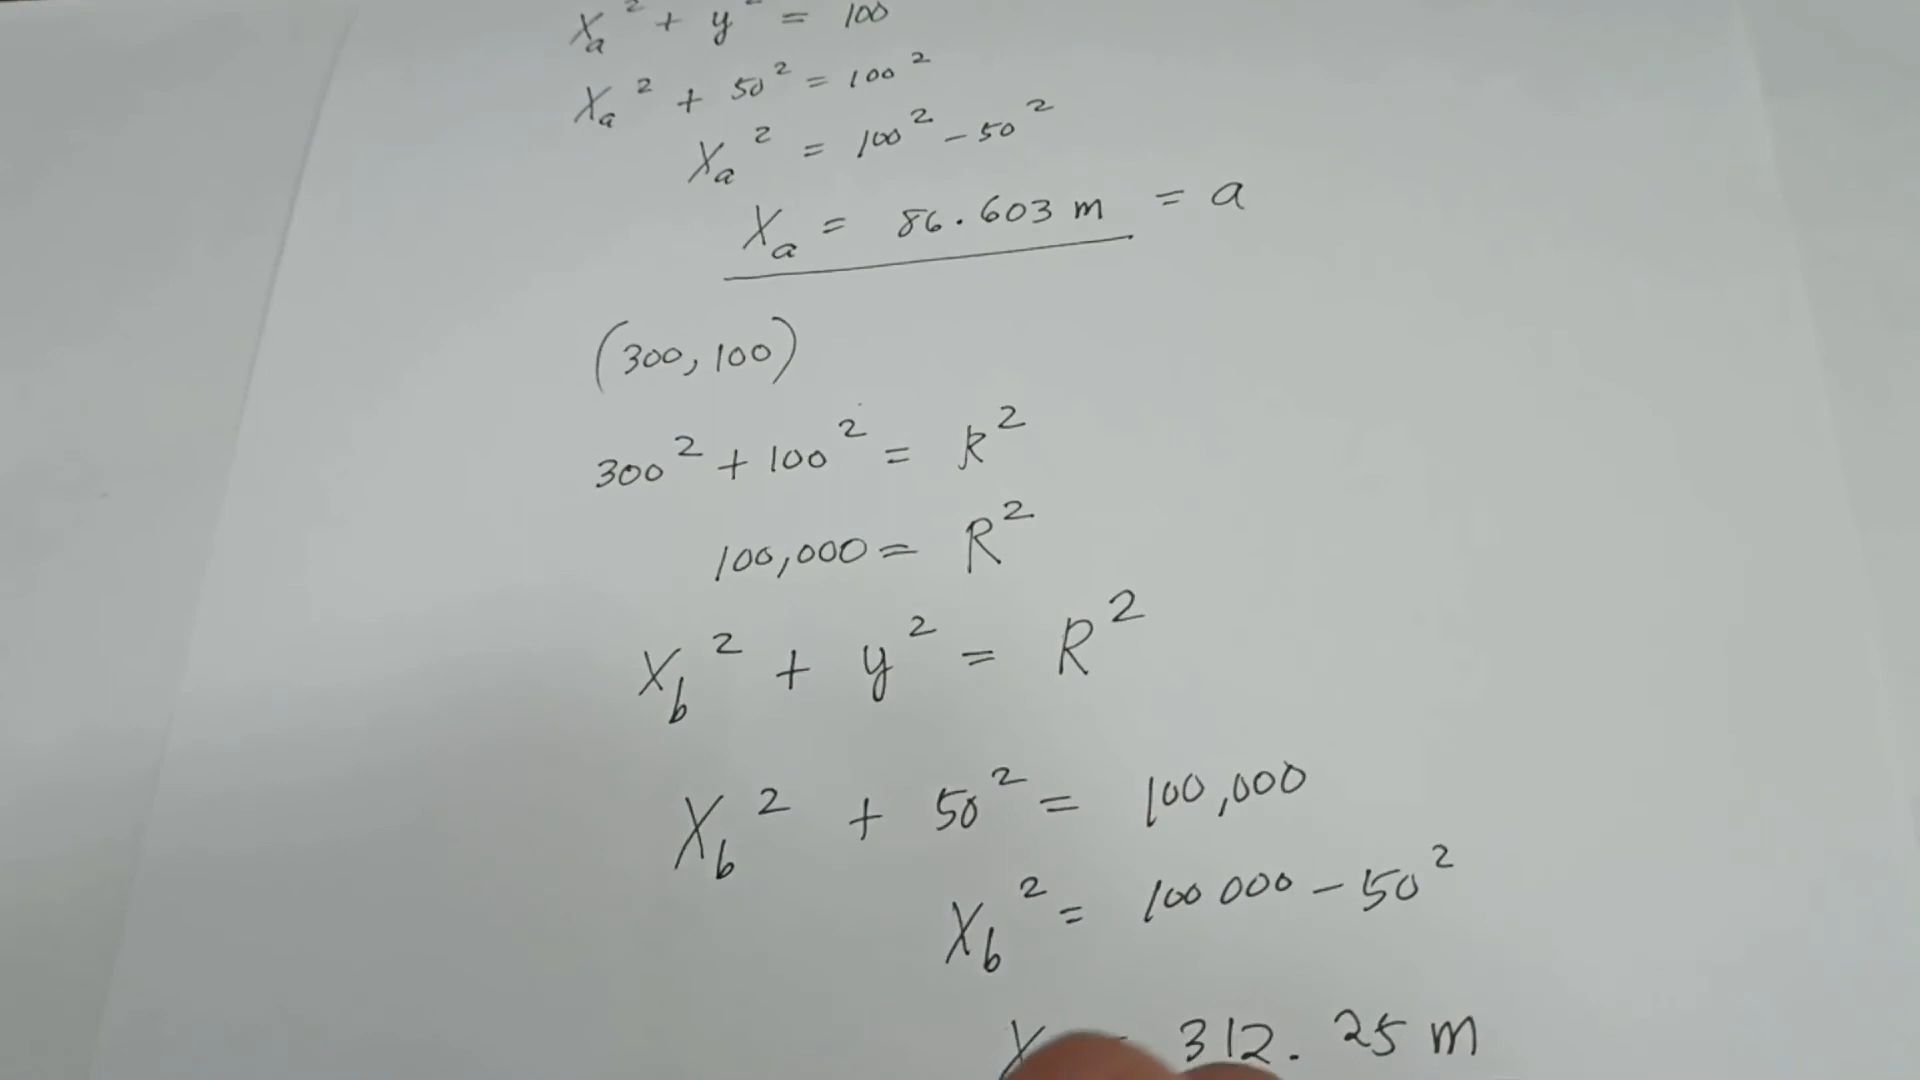 Xa² + y² = 100
Xa² + 50² = 100²
Xa² = 100² - 50²
Xa = 86.603 m = a
(300, 100)
300² + 100² = R²
100,000 = R²
Xb² + y² = R²
Xb² + 50² = 100,000
Xb² = 100 000 - 50²
X 312.25 m